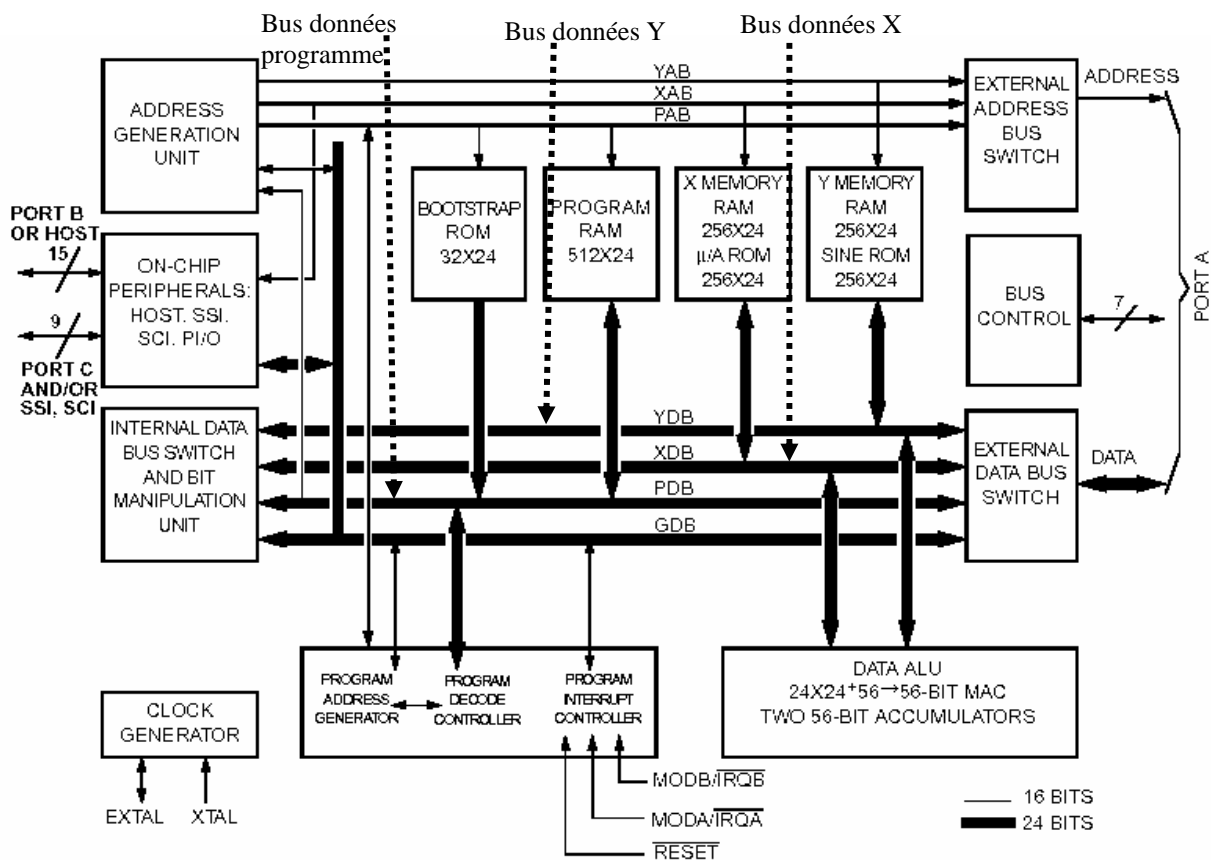 Bus données
programme
Bus données Y
Bus données X
YAB
XAB
PAB
ADDRESS
GENERATION
UNIT
EXTERNAL
ADDRESS
BUS
SWITCH
ADDRESS
PORT B
OR HOST
15
ON-CHIP
PERIPHERALS:
HOST. SSI.
SCI. PI/O
9
PORT C
AND/OR
SSI, SCI
BOOTSTRAP
ROM
32X24
PROGRAM
RAM
512X24
X MEMORY
RAM
256X24
µ/A ROM
256X24
Y MEMORY
RAM
256X24
SINE ROM
256X24
BUS
CONTROL
7
PORT A
INTERNAL DATA
BUS SWITCH
AND BIT
MANIPULATION
UNIT
YDB
XDB
PDB
GDB
EXTERNAL
DATA BUS
SWITCH
DATA
PROGRAM
ADDRESS
GENERATOR
PROGRAM
DECODE
CONTROLLER
PROGRAM
INTERRUPT
CONTROLLER
DATA ALU
24X24+56→56-BIT MAC
TWO 56-BIT ACCUMULATORS
CLOCK
GENERATOR
EXTAL
XTAL
MODB/IRQB
MODA/IRQA
RESET
16 BITS
24 BITS